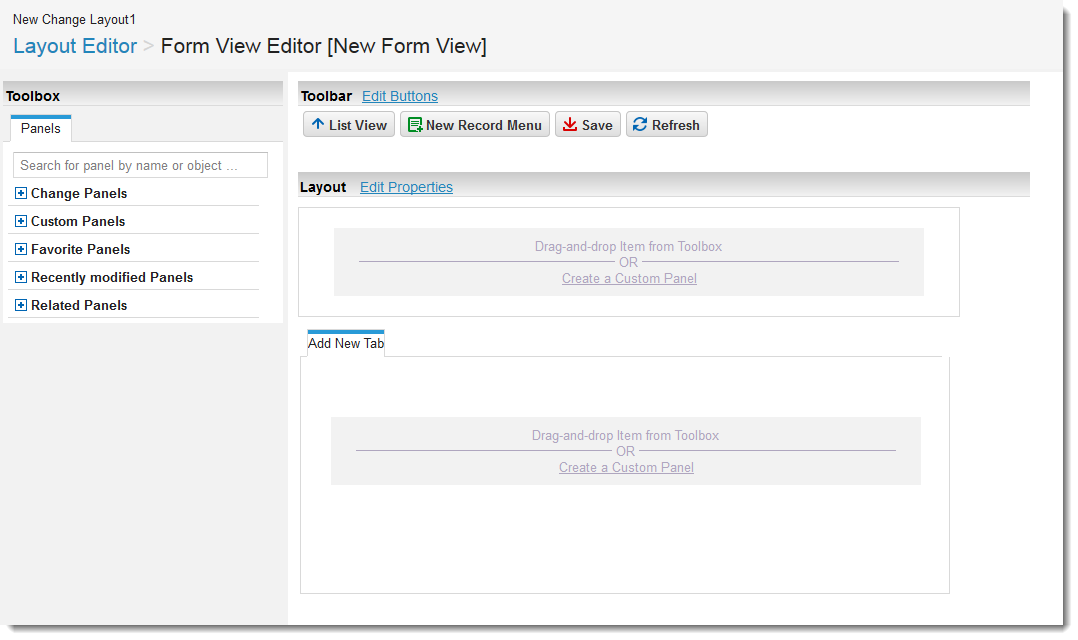 New Change Layout1
Layout Editor > Form View Editor [New Form View]
Toolbox
Panels
Search for panel by name or object ...
Change Panels
Custom Panels
Favorite Panels
Recently modified Panels
Related Panels
Toolbar Edit Buttons
List View New Record Menu Save Refresh
Layout Edit Properties
Drag-and-drop Item from Toolbox
OR
Create a Custom Panel
Add New Tab
Drag-and-drop Item from Toolbox
OR
Create a Custom Panel